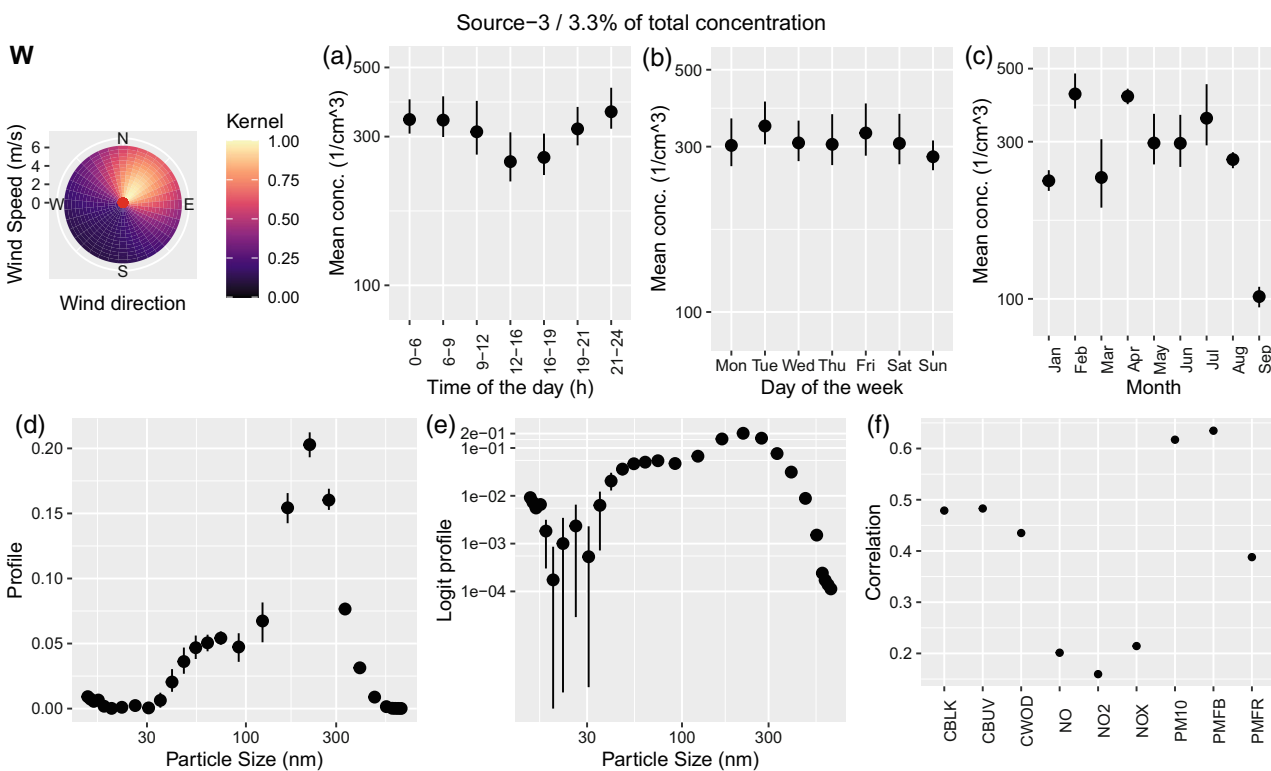 Source−3 / 3.3% of total concentration
W
Wind Speed (m/s)
6
4
2
0
N
W
E
S
Wind direction
Kernel
1.00
0.75
0.50
0.25
0.00
(a)
Mean conc. (1/cm^3)
500
300
100
0−6
6−9
9−12
12−16
16−19
19−21
21−24
Time of the day (h)
(b)
Mean conc. (1/cm^3)
500
300
100
Mon Tue Wed Thu Fri Sat Sun
Day of the week
(c)
Mean conc. (1/cm^3)
500
300
100
Jan
Feb
Mar
Apr
May
Jun
Jul
Aug
Sep
Month
(d)
Profile
0.20
0.15
0.10
0.05
0.00
30 100 300
Particle Size (nm)
(e)
Logit profile
2e−01
1e−01
1e−02
1e−03
1e−04
30 100 300
Particle Size (nm)
(f)
Correlation
0.6
0.5
0.4
0.3
0.2
CBLK
CBUV
CWOD
NO
NO2
NOX
PM10
PMFB
PMFR